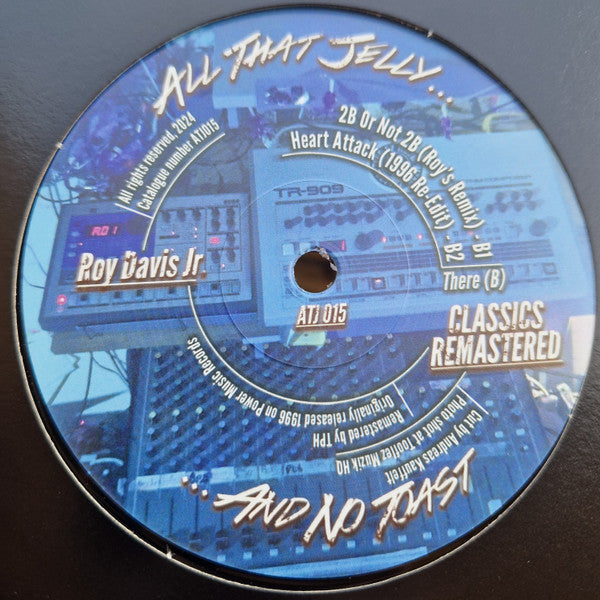 ALL THAT JELLY...
All rights reserved, 2024
Catalogue number ATJ015
2B Or Not 2B (Roy's Remix) - B1
Heart Attack (1996 Re-Edit) - B2
There (B)
TR-909
Roy Davis Jr.
ATJ 015
CLASSICS
REMASTERED
Originally released 1996 on Power Music Records
Remastered by TPH
Cut by Andreas Kauffelt
Photo shot at Tooflez Muzik HQ
...AND NO TOAST